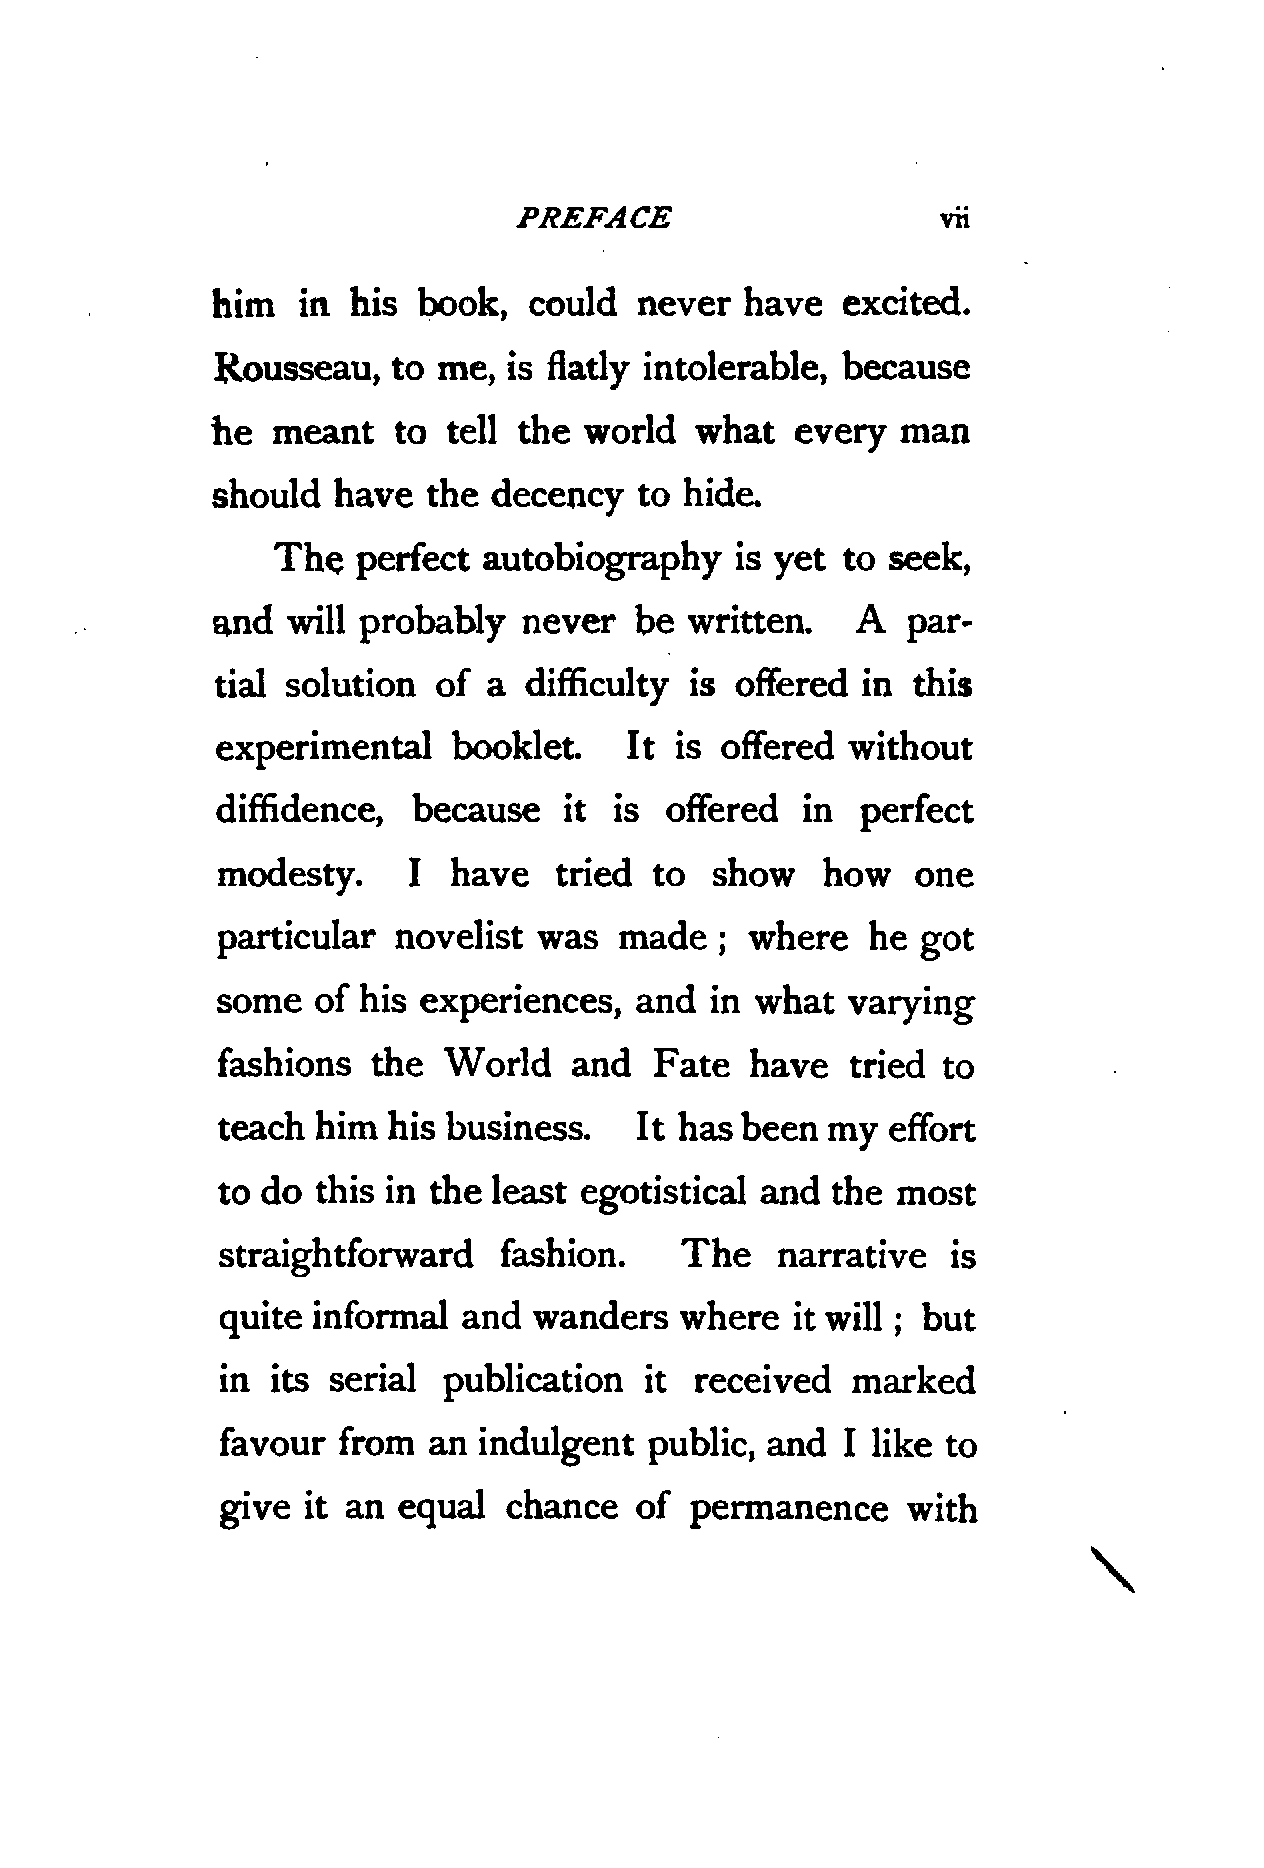 PREFACE vii
him in his book, could never have excited.
Rousseau, to me, is flatly intolerable, because
he meant to tell the world what every man
should have the decency to hide.
The perfect autobiography is yet to seek,
and will probably never be written. A par-
tial solution of a difficulty is offered in this
experimental booklet. It is offered without
diffidence, because it is offered in perfect
modesty. I have tried to show how one
particular novelist was made ; where he got
some of his experiences, and in what varying
fashions the World and Fate have tried to
teach him his business. It has been my effort
to do this in the least egotistical and the most
straightforward fashion. The narrative is
quite informal and wanders where it will ; but
in its serial publication it received marked
favour from an indulgent public, and I like to
give it an equal chance of permanence with